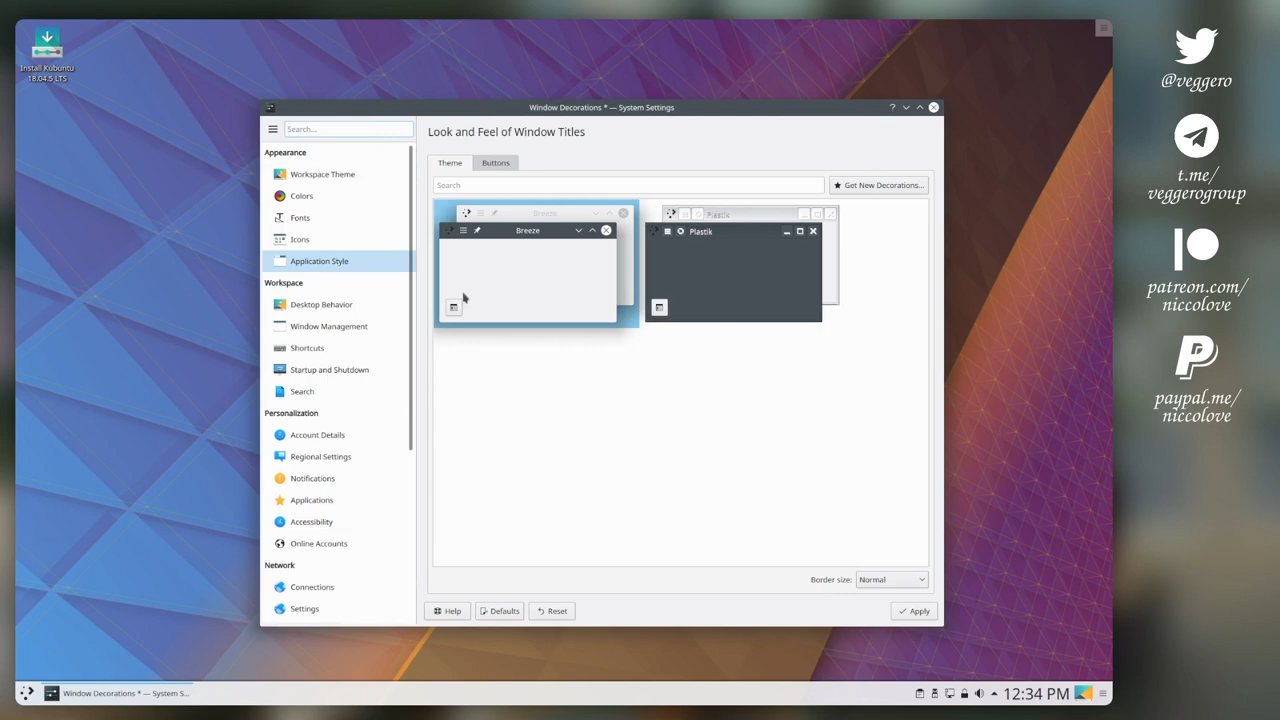 Install Kubuntu
18.04.5 LTS
Window Decorations * — System Settings
Search...
Appearance
Workspace Theme
Colors
Fonts
Icons
Application Style
Workspace
Desktop Behavior
Window Management
Shortcuts
Startup and Shutdown
Search
Personalization
Account Details
Regional Settings
Notifications
Applications
Accessibility
Online Accounts
Network
Connections
Settings
Look and Feel of Window Titles
Theme
Buttons
Search
Get New Decorations...
Breeze
Breeze
Plastik
Plastik
Border size:
Normal
Help
Defaults
Reset
Apply
Window Decorations * — System S...
12:34 PM
@veggero
t.me/
veggerogroup
patreon.com/
niccolove
paypal.me/
niccolove